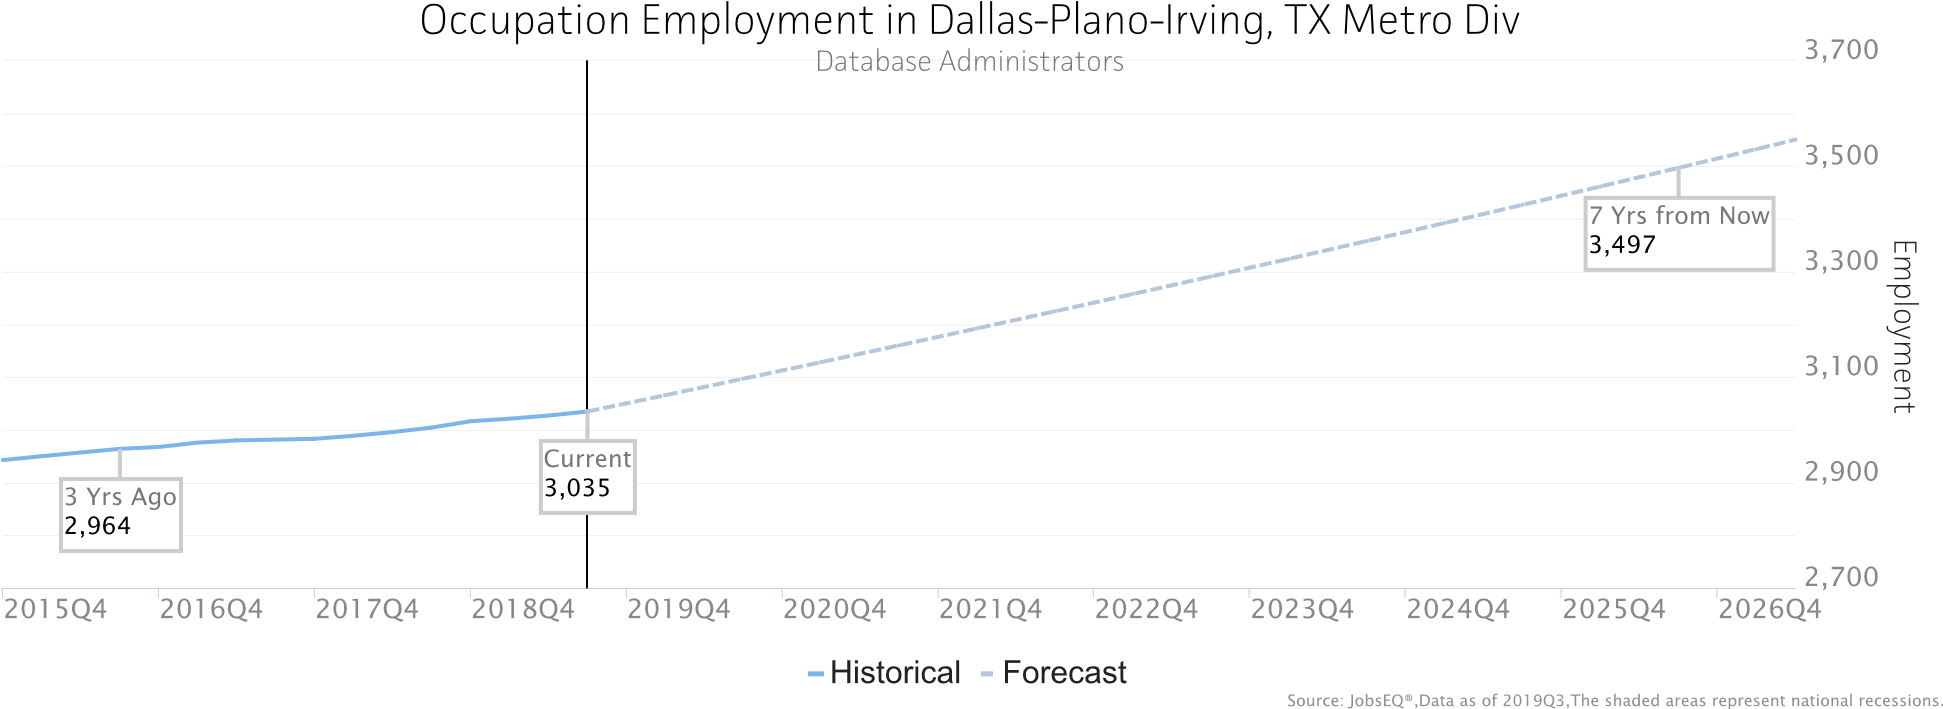 Occupation Employment in Dallas-Plano-Irving, TX Metro Div
Database Administrators
3,700
3,500
3,300
3,100
2,900
2,700
Employment
3 Yrs Ago
2,964
Current
3,035
7 Yrs from Now
3,497
2015Q4 2016Q4 2017Q4 2018Q4 2019Q4 2020Q4 2021Q4 2022Q4 2023Q4 2024Q4 2025Q4 2026Q4
Historical Forecast
Source: JobsEQ®,Data as of 2019Q3,The shaded areas represent national recessions.